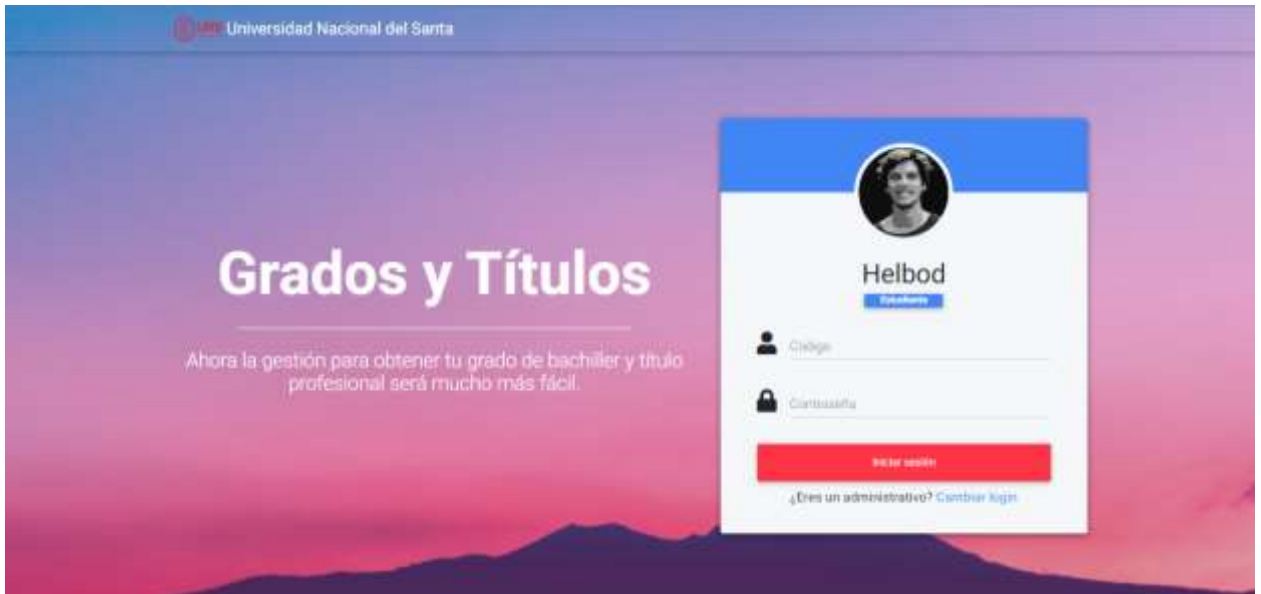 UNS Universidad Nacional del Santa
Grados y Títulos
Ahora la gestión para obtener tu grado de bachiller y título
profesional será mucho más fácil.
Helbod
Estudiante
Código
Contraseña
Iniciar sesión
¿Eres un administrativo? Cambiar login